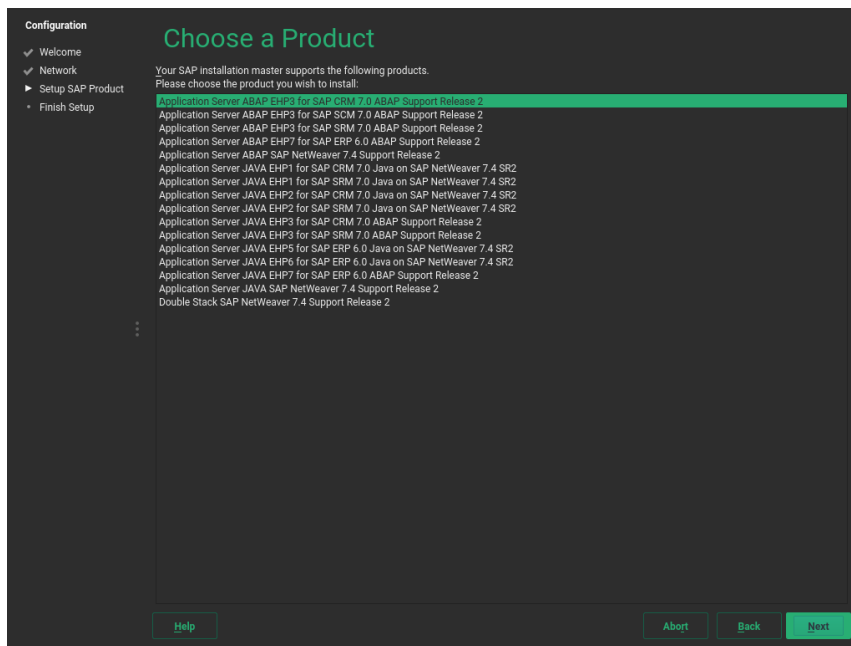 Configuration
Welcome
Network
Setup SAP Product
Finish Setup
Choose a Product
Your SAP installation master supports the following products.
Please choose the product you wish to install:
Application Server ABAP EHP3 for SAP CRM 7.0 ABAP Support Release 2
Application Server ABAP EHP3 for SAP SCM 7.0 ABAP Support Release 2
Application Server ABAP EHP3 for SAP SRM 7.0 ABAP Support Release 2
Application Server ABAP EHP7 for SAP ERP 6.0 ABAP Support Release 2
Application Server ABAP SAP NetWeaver 7.4 Support Release 2
Application Server JAVA EHP1 for SAP CRM 7.0 Java on SAP NetWeaver 7.4 SR2
Application Server JAVA EHP1 for SAP SRM 7.0 Java on SAP NetWeaver 7.4 SR2
Application Server JAVA EHP2 for SAP CRM 7.0 Java on SAP NetWeaver 7.4 SR2
Application Server JAVA EHP2 for SAP SRM 7.0 Java on SAP NetWeaver 7.4 SR2
Application Server JAVA EHP3 for SAP CRM 7.0 ABAP Support Release 2
Application Server JAVA EHP3 for SAP SRM 7.0 ABAP Support Release 2
Application Server JAVA EHP5 for SAP ERP 6.0 Java on SAP NetWeaver 7.4 SR2
Application Server JAVA EHP6 for SAP ERP 6.0 Java on SAP NetWeaver 7.4 SR2
Application Server JAVA EHP7 for SAP ERP 6.0 ABAP Support Release 2
Application Server JAVA SAP NetWeaver 7.4 Support Release 2
Double Stack SAP NetWeaver 7.4 Support Release 2
Help
Abort
Back
Next